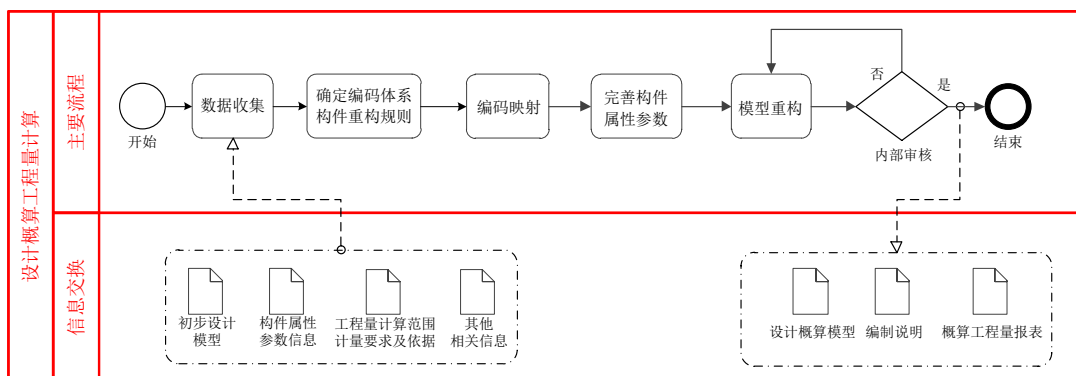 设计概算工程量计算
主要流程
开始
数据收集
确定编码体系
构件重构规则
编码映射
完善构件
属性参数
模型重构
否
是
内部审核
结束
信息交换
初步设计
模型
构件属性
参数信息
工程量计算范围
计量要求及依据
其他
相关信息
设计概算模型
编制说明
概算工程量报表